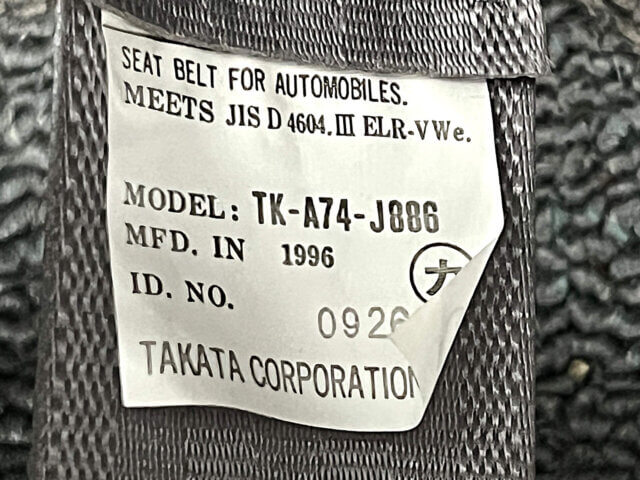 SEAT BELT FOR AUTOMOBILES.
MEETS JIS D 4604.III ELR-VWe.
MODEL: TK-A74-J886
MFD. IN 1996
ナ
ID. NO.
TAKATA CORPORATION